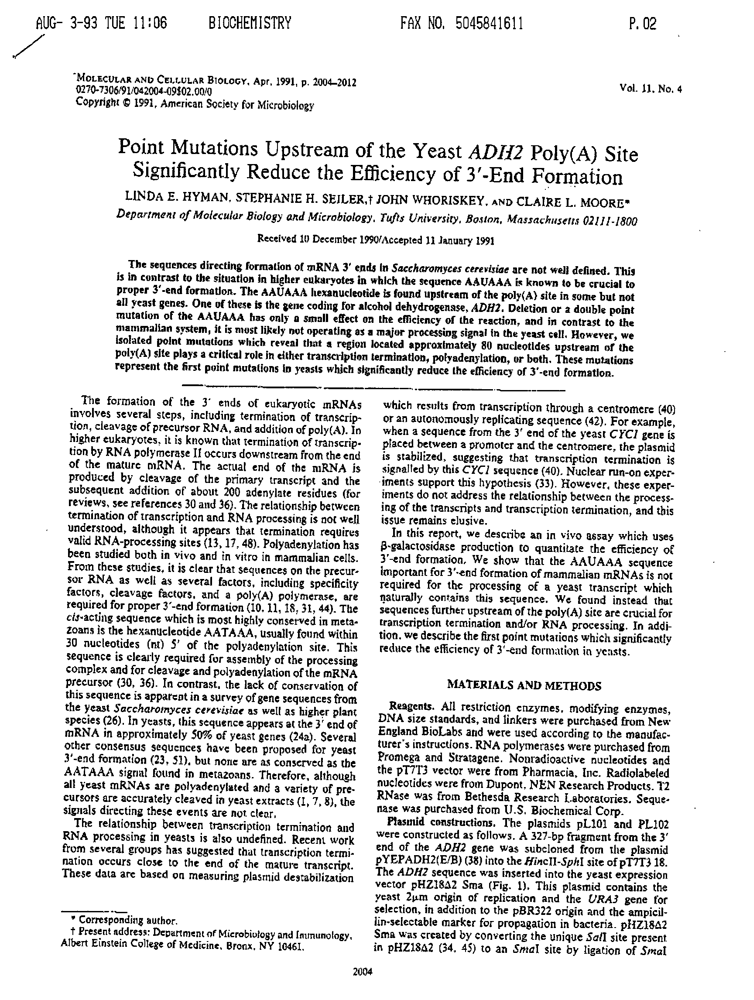 AUG- 3-93 TUE 11:06 BIOCHEMISTRY FAX NO. 5045841611 P.02
MOLECULAR AND CELLULAR BIOLOGY, Apr. 1991, p. 2004–2012
0270-7306/91/042004-09$02.00/0
Copyright © 1991, American Society for Microbiology
Vol. 11, No. 4
Point Mutations Upstream of the Yeast ADH2 Poly(A) Site
Significantly Reduce the Efficiency of 3′-End Formation
LINDA E. HYMAN, STEPHANIE H. SEILER,† JOHN WHORISKEY, AND CLAIRE L. MOORE*
Department of Molecular Biology and Microbiology, Tufts University, Boston, Massachusetts 02111-1800
Received 10 December 1990/Accepted 11 January 1991
The sequences directing formation of mRNA 3′ ends in Saccharomyces cerevisiae are not well defined. This
is in contrast to the situation in higher eukaryotes in which the sequence AAUAAA is known to be crucial to
proper 3′-end formation. The AAUAAA hexanucleotide is found upstream of the poly(A) site in some but not
all yeast genes. One of these is the gene coding for alcohol dehydrogenase, ADH2. Deletion or a double point
mutation of the AAUAAA has only a small effect on the efficiency of the reaction, and in contrast to the
mammalian system, it is most likely not operating as a major processing signal in the yeast cell. However, we
isolated point mutations which reveal that a region located approximately 80 nucleotides upstream of the
poly(A) site plays a critical role in either transcription termination, polyadenylation, or both. These mutations
represent the first point mutations in yeasts which significantly reduce the efficiency of 3′-end formation.
The formation of the 3′ ends of eukaryotic mRNAs
involves several steps, including termination of transcrip-
tion, cleavage of precursor RNA, and addition of poly(A). In
higher eukaryotes, it is known that termination of transcrip-
tion by RNA polymerase II occurs downstream from the end
of the mature mRNA. The actual end of the mRNA is
produced by cleavage of the primary transcript and the
subsequent addition of about 200 adenylate residues (for
reviews, see references 30 and 36). The relationship between
termination of transcription and RNA processing is not well
understood, although it appears that termination requires
valid RNA-processing sites (13, 17, 48). Polyadenylation has
been studied both in vivo and in vitro in mammalian cells.
From these studies, it is clear that sequences on the precur-
sor RNA as well as several factors, including specificity
factors, cleavage factors, and a poly(A) polymerase, are
required for proper 3′-end formation (10, 11, 18, 31, 44). The
cis-acting sequence which is most highly conserved in meta-
zoans is the hexanucleotide AATAAA, usually found within
30 nucleotides (nt) 5′ of the polyadenylation site. This
sequence is clearly required for assembly of the processing
complex and for cleavage and polyadenylation of the mRNA
precursor (30, 36). In contrast, the lack of conservation of
this sequence is apparent in a survey of gene sequences from
the yeast Saccharomyces cerevisiae as well as higher plant
species (26). In yeasts, this sequence appears at the 3′ end of
mRNA in approximately 50% of yeast genes (24a). Several
other consensus sequences have been proposed for yeast
3′-end formation (23, 51), but none are as conserved as the
AATAAA signal found in metazoans. Therefore, although
all yeast mRNAs are polyadenylated and a variety of pre-
cursors are accurately cleaved in yeast extracts (1, 7, 8), the
signals directing these events are not clear.
The relationship between transcription termination and
RNA processing in yeasts is also undefined. Recent work
from several groups has suggested that transcription termi-
nation occurs close to the end of the mature transcript.
These data are based on measuring plasmid destabilization
* Corresponding author.
† Present address: Department of Microbiology and Immunology,
Albert Einstein College of Medicine, Bronx, NY 10461.
which results from transcription through a centromere (40)
or an autonomously replicating sequence (42). For example,
when a sequence from the 3′ end of the yeast CYC1 gene is
placed between a promoter and the centromere, the plasmid
is stabilized, suggesting that transcription termination is
signalled by this CYC1 sequence (40). Nuclear run-on exper-
iments support this hypothesis (33). However, these exper-
iments do not address the relationship between the process-
ing of the transcripts and transcription termination, and this
issue remains elusive.
In this report, we describe an in vivo assay which uses
β-galactosidase production to quantitate the efficiency of
3′-end formation. We show that the AAUAAA sequence
important for 3′-end formation of mammalian mRNAs is not
required for the processing of a yeast transcript which
naturally contains this sequence. We found instead that
sequences further upstream of the poly(A) site are crucial for
transcription termination and/or RNA processing. In addi-
tion, we describe the first point mutations which significantly
reduce the efficiency of 3′-end formation in yeasts.
MATERIALS AND METHODS
Reagents. All restriction enzymes, modifying enzymes,
DNA size standards, and linkers were purchased from New
England BioLabs and were used according to the manufac-
turer's instructions. RNA polymerases were purchased from
Promega and Stratagene. Nonradioactive nucleotides and
the pT7T3 vector were from Pharmacia, Inc. Radiolabeled
nucleotides were from Dupont, NEN Research Products. T2
RNase was from Bethesda Research Laboratories. Seque-
nase was purchased from U.S. Biochemical Corp.
Plasmid constructions. The plasmids pL101 and PL102
were constructed as follows. A 327-bp fragment from the 3′
end of the ADH2 gene was subcloned from the plasmid
pYEPADH2(E/B) (38) into the HincII-SphI site of pT7T3 18.
The ADH2 sequence was inserted into the yeast expression
vector pHZ18Δ2 Sma (Fig. 1). This plasmid contains the
yeast 2μm origin of replication and the URA3 gene for
selection, in addition to the pBR322 origin and the ampicil-
lin-selectable marker for propagation in bacteria. pHZ18Δ2
Sma was created by converting the unique SalI site present
in pHZ18Δ2 (34, 45) to an SmaI site by ligation of SmaI
2004